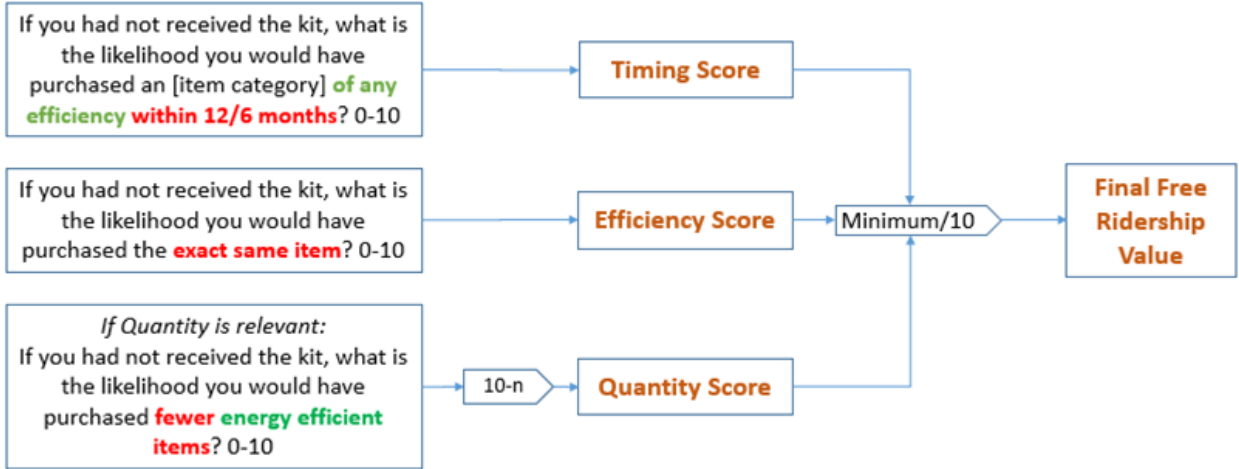 If you had not received the kit, what is
the likelihood you would have
purchased an [item category] of any
efficiency within 12/6 months? 0-10
Timing Score
If you had not received the kit, what is
the likelihood you would have
purchased the exact same item? 0-10
Efficiency Score
Minimum/10
Final Free
Ridership
Value
If Quantity is relevant:
If you had not received the kit, what is
the likelihood you would have
purchased fewer energy efficient
items? 0-10
10-n
Quantity Score